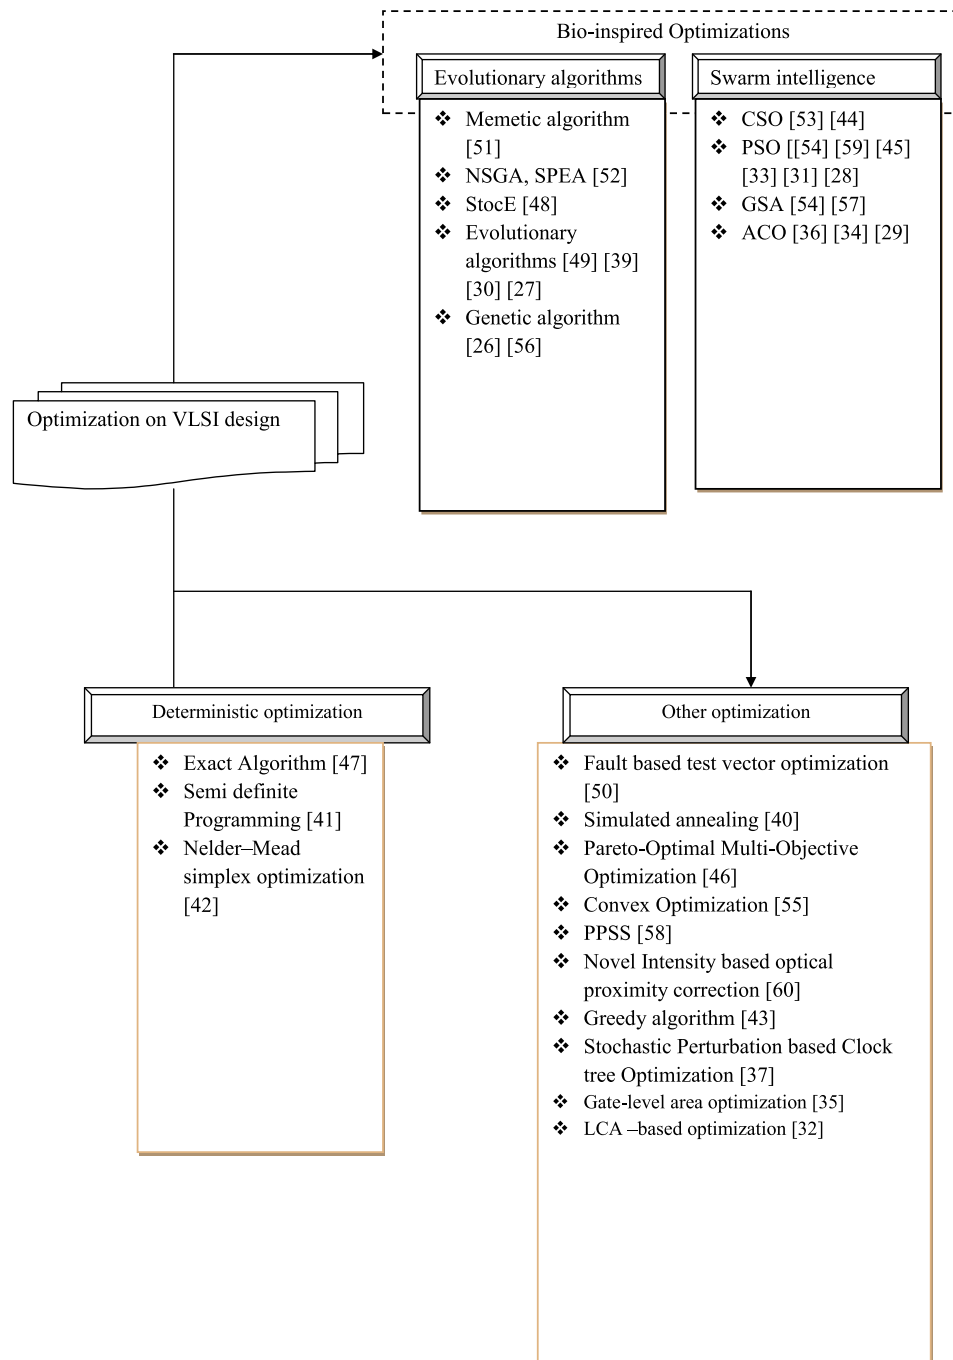 Bio-inspired Optimizations
Evolutionary algorithms
❖ Memetic algorithm
[51]
❖ NSGA, SPEA [52]
❖ StocE [48]
❖ Evolutionary
algorithms [49] [39]
[30] [27]
❖ Genetic algorithm
[26] [56]
Swarm intelligence
❖ CSO [53] [44]
❖ PSO [[54] [59] [45]
[33] [31] [28]
❖ GSA [54] [57]
❖ ACO [36] [34] [29]
Optimization on VLSI design
Deterministic optimization
❖ Exact Algorithm [47]
❖ Semi definite
Programming [41]
❖ Nelder–Mead
simplex optimization
[42]
Other optimization
❖ Fault based test vector optimization
[50]
❖ Simulated annealing [40]
❖ Pareto-Optimal Multi-Objective
Optimization [46]
❖ Convex Optimization [55]
❖ PPSS [58]
❖ Novel Intensity based optical
proximity correction [60]
❖ Greedy algorithm [43]
❖ Stochastic Perturbation based Clock
tree Optimization [37]
❖ Gate-level area optimization [35]
❖ LCA –based optimization [32]